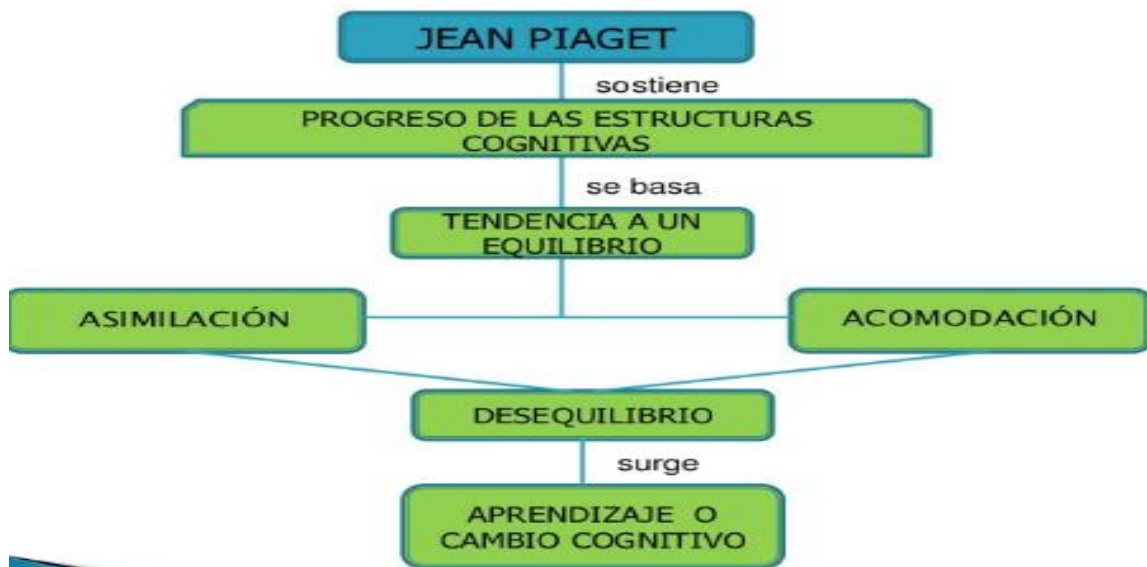 JEAN PIAGET
sostiene
PROGRESO DE LAS ESTRUCTURAS
COGNITIVAS
se basa
TENDENCIA A UN
EQUILIBRIO
ASIMILACIÓN
ACOMODACIÓN
DESEQUILIBRIO
surge
APRENDIZAJE O
CAMBIO COGNITIVO